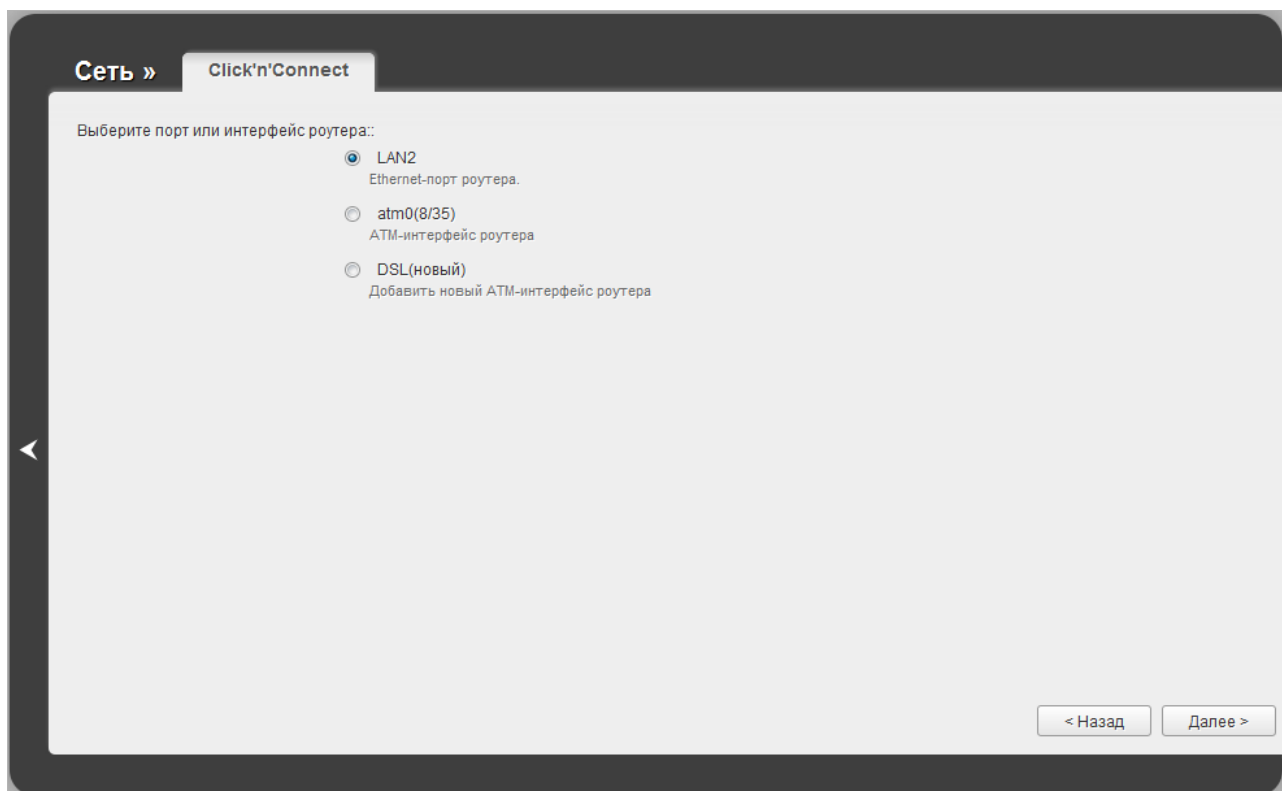 Сеть »
Click'n'Connect
Выберите порт или интерфейс роутера::
LAN2
Ethernet-порт роутера.
atm0(8/35)
ATM-интерфейс роутера
DSL(новый)
Добавить новый ATM-интерфейс роутера
< Назад
Далее >